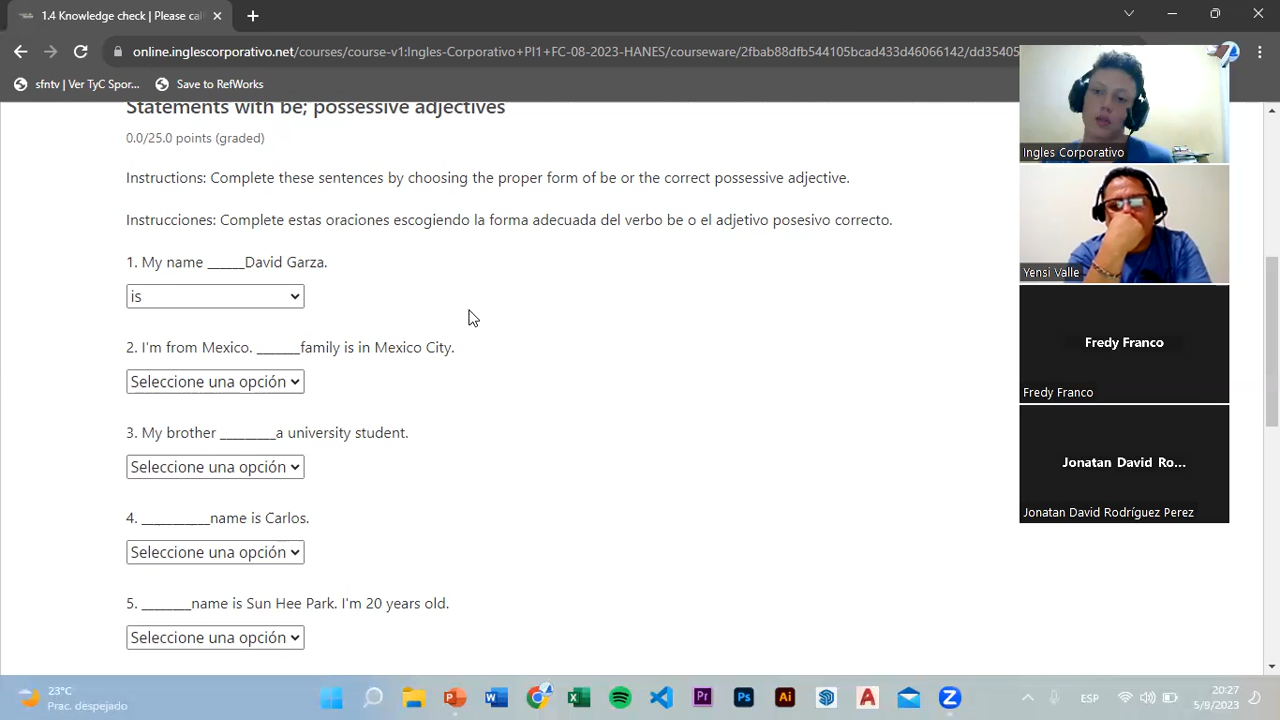 1.4 Knowledge check | Please cal
online.inglescorporativo.net/courses/course-v1:Ingles-Corporativo+PI1+FC-08-2023-HANES/courseware/2fbab88dfb544105bcad433d46066142/dd35405
sfntv | Ver TyC Spor...
Save to RefWorks
Statements with be; possessive adjectives
0.0/25.0 points (graded)
Instructions: Complete these sentences by choosing the proper form of be or the correct possessive adjective.
Instrucciones: Complete estas oraciones escogiendo la forma adecuada del verbo be o el adjetivo posesivo correcto.
1. My name ______David Garza.
is
2. I'm from Mexico. _______family is in Mexico City.
Seleccione una opción
3. My brother _________a university student.
Seleccione una opción
4. ___________name is Carlos.
Seleccione una opción
5. ________name is Sun Hee Park. I'm 20 years old.
Seleccione una opción
Ingles Corporativo
Yensi Valle
Fredy Franco
Fredy Franco
Jonatan David Ro...
Jonatan David Rodríguez Perez
23°C
Prac. despejado
ESP
20:27
5/9/2023